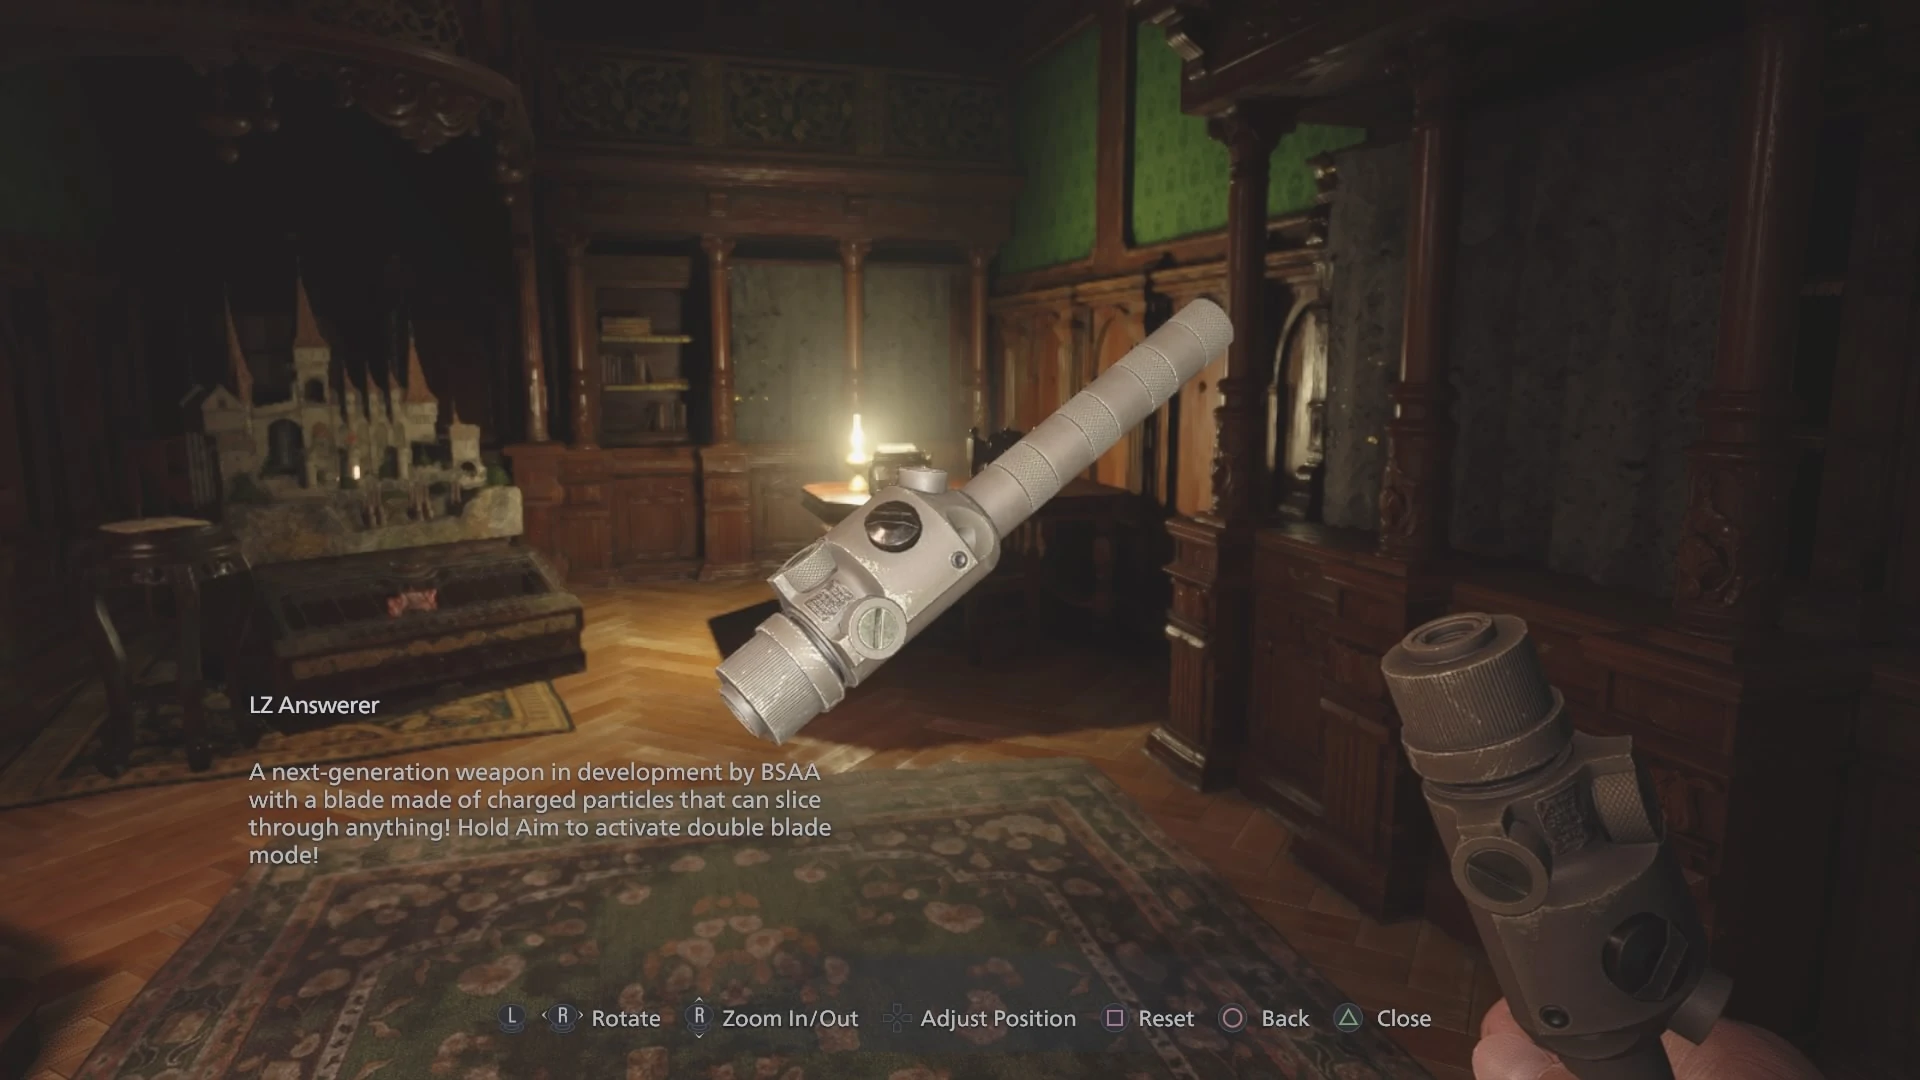 LZ Answerer
A next-generation weapon in development by BSAA
with a blade made of charged particles that can slice
through anything! Hold Aim to activate double blade
mode!
L R Rotate R Zoom In/Out Adjust Position Reset Back Close